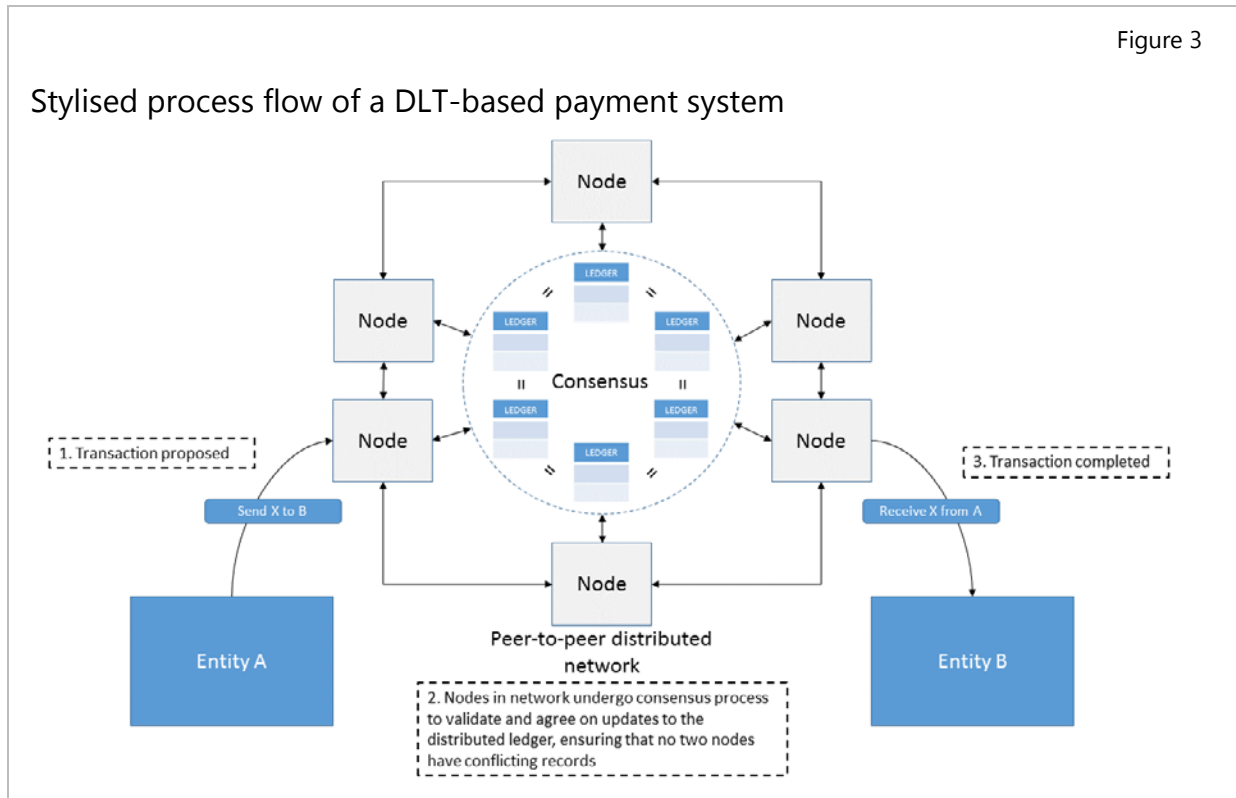 Figure 3
Stylised process flow of a DLT-based payment system
Node
LEDGER
=
=
Node
LEDGER
LEDGER
Node
=
Consensus
=
Node
LEDGER
LEDGER
Node
1. Transaction proposed
=
LEDGER
=
3. Transaction completed
Send X to B
Receive X from A
Node
Entity A
Peer-to-peer distributed
network
Entity B
2. Nodes in network undergo consensus process
to validate and agree on updates to the
distributed ledger, ensuring that no two nodes
have conflicting records